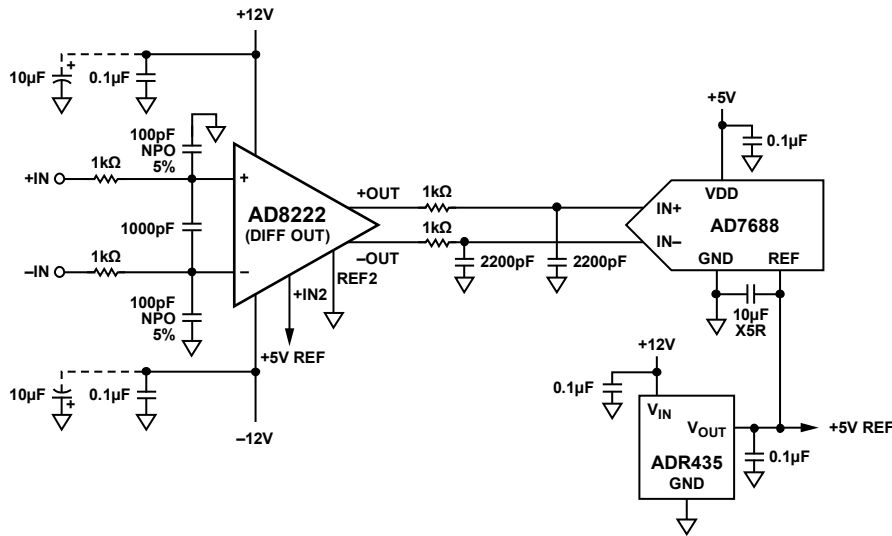 +12V
10µF
+
0.1µF
+5V
0.1µF
100pF
NPO
5%
+IN
1kΩ
+
AD8222
(DIFF OUT)
+OUT
1kΩ
VDD
IN+
AD7688
IN–
1000pF
–IN
1kΩ
–
–OUT
1kΩ
2200pF
2200pF
GND
REF
REF2
+IN2
100pF
NPO
5%
10µF
X5R
+5V REF
+12V
10µF
+
0.1µF
–12V
0.1µF
VIN
VOUT
+5V REF
ADR435
GND
0.1µF